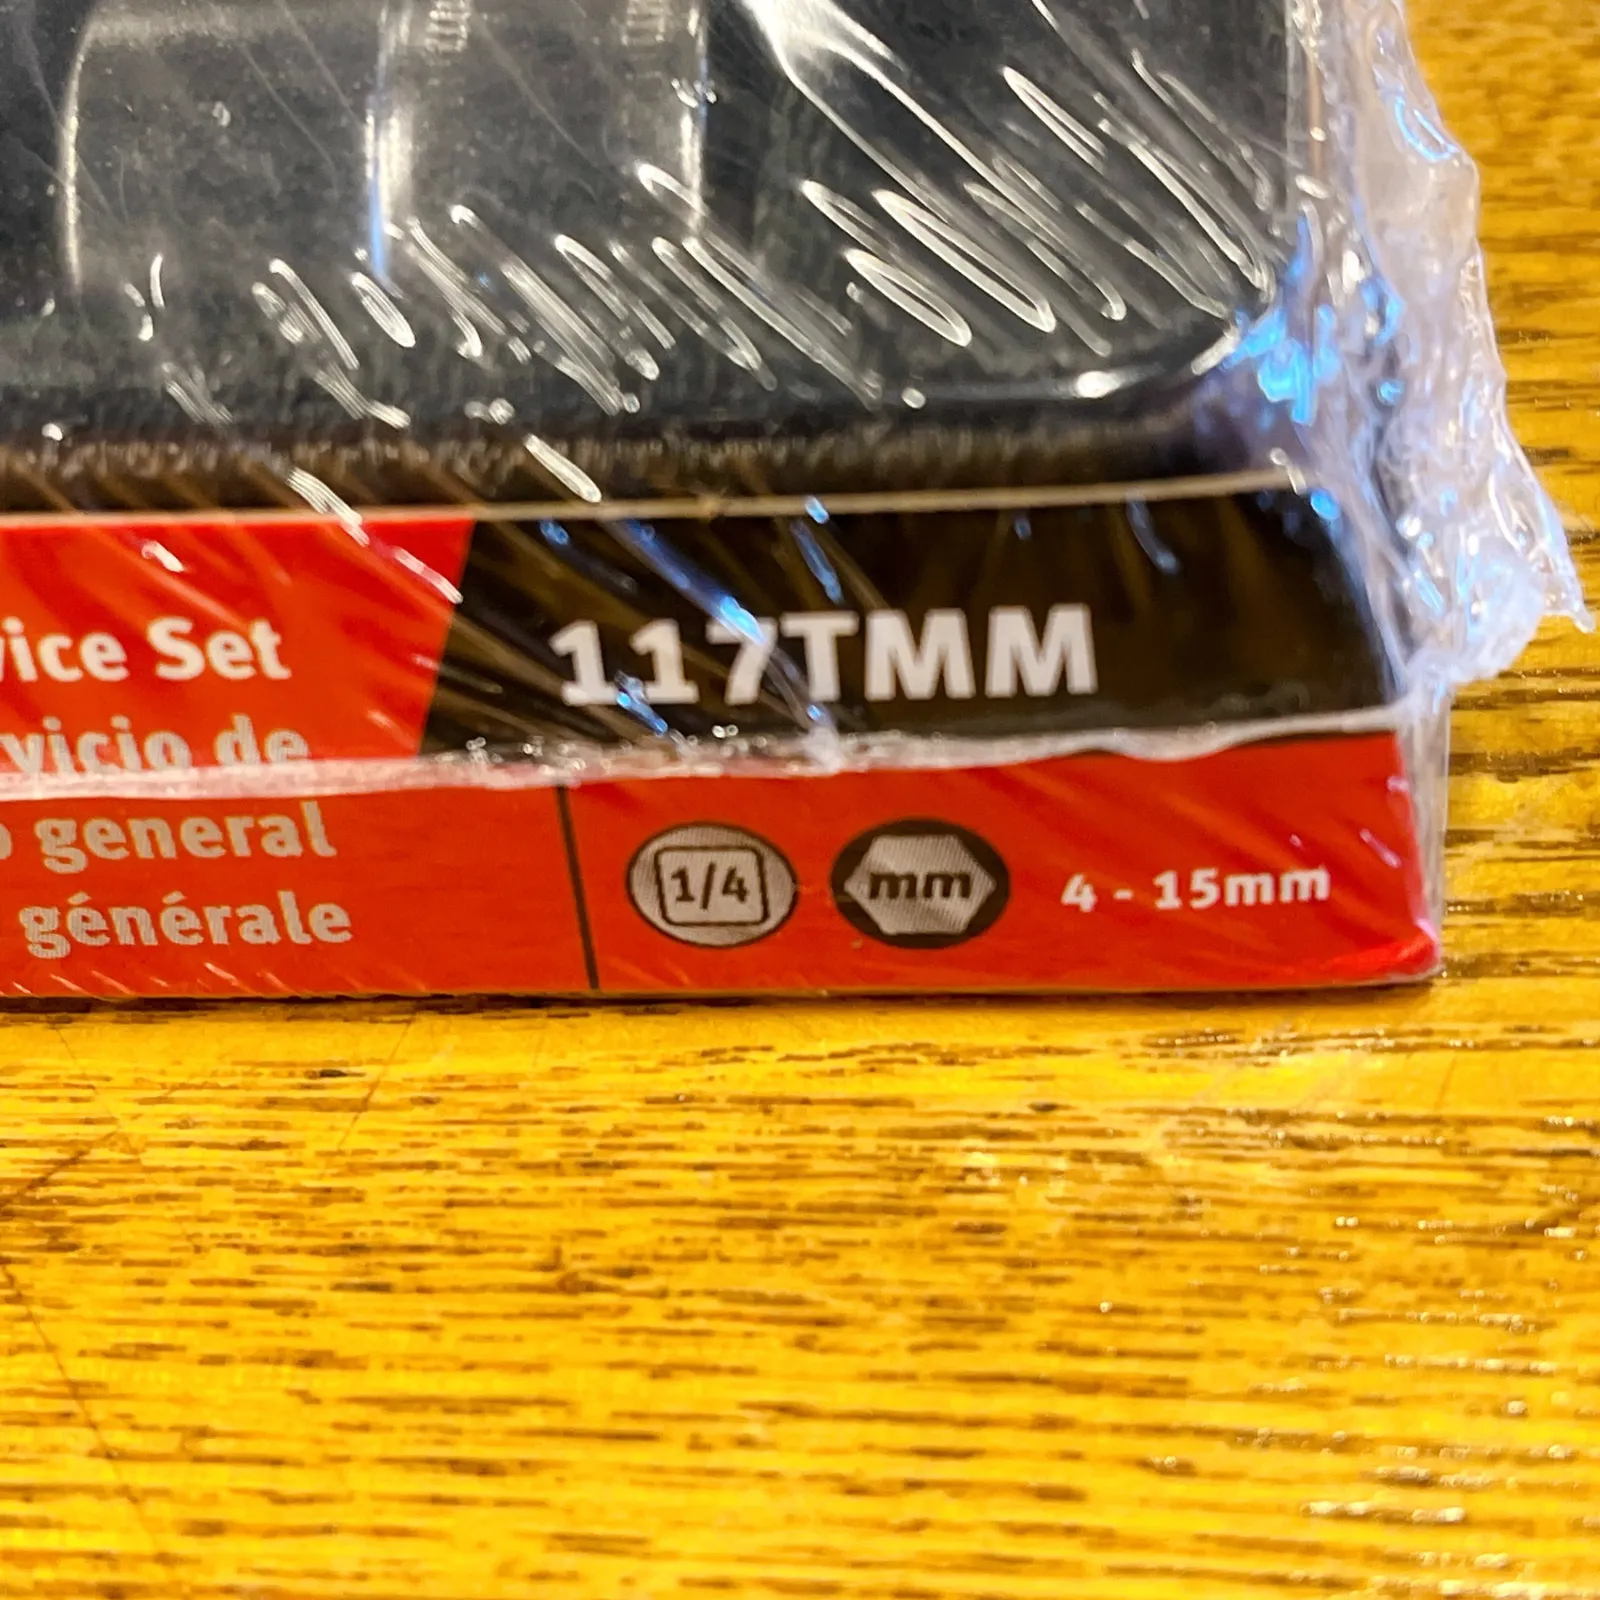 vice Set
117TMM
vicio de
general
1/4
mm
4 - 15mm
générale